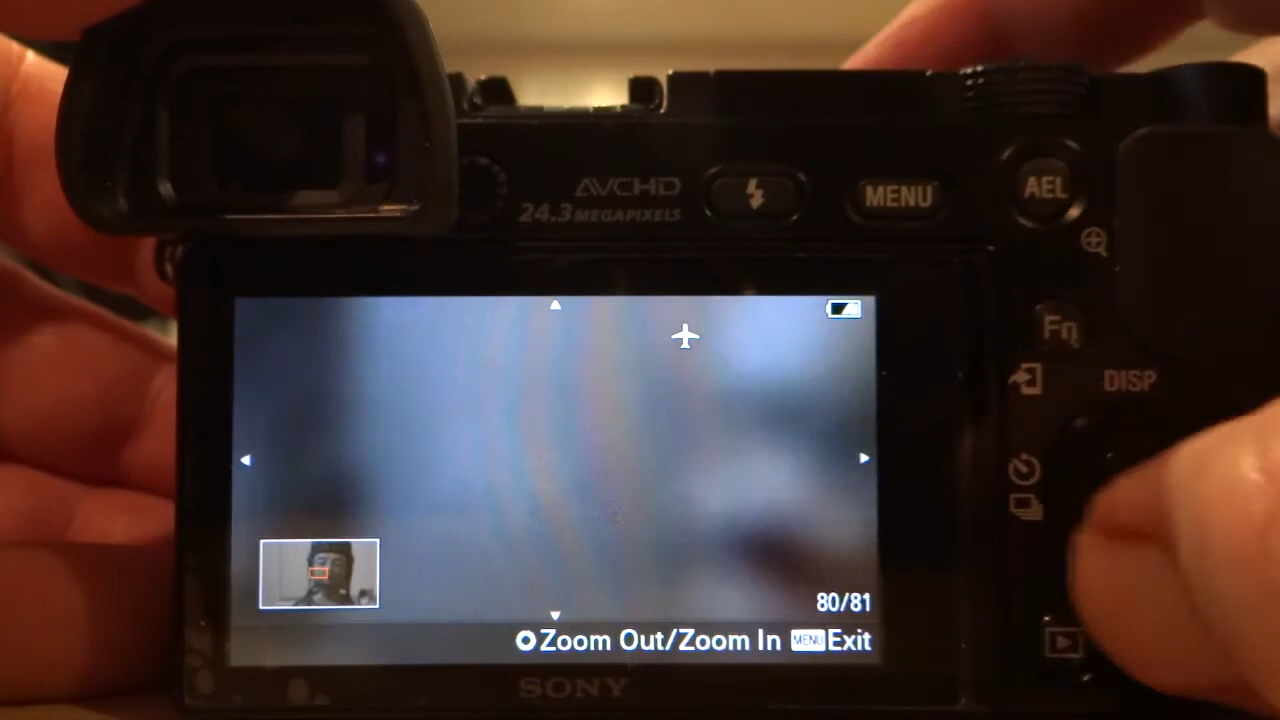 AVCHD
24.3 MEGAPIXELS
MENU
AEL
Fn
DISP
80/81
Zoom Out/Zoom In MENU Exit
SONY